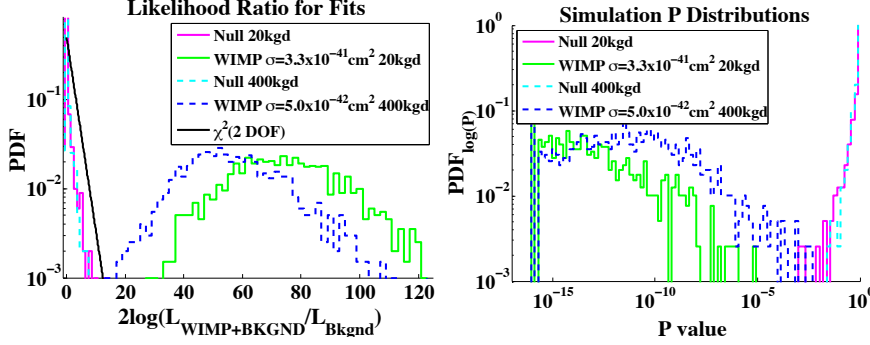 Likelihood Ratio for Fits
Null 20kgd
WIMP σ=3.3x10⁻⁴¹cm² 20kgd
Null 400kgd
WIMP σ=5.0x10⁻⁴²cm² 400kgd
χ²(2 DOF)
PDF
10⁻¹
10⁻²
10⁻³
0 20 40 60 80 100 120
2log(L_WIMP+BKGND/L_Bkgnd)
Simulation P Distributions
Null 20kgd
WIMP σ=3.3x10⁻⁴¹cm² 20kgd
Null 400kgd
WIMP σ=5.0x10⁻⁴²cm² 400kgd
PDF_log(P)
10⁰
10⁻¹
10⁻²
10⁻³
10⁻¹⁵ 10⁻¹⁰ 10⁻⁵ 10⁰
P value